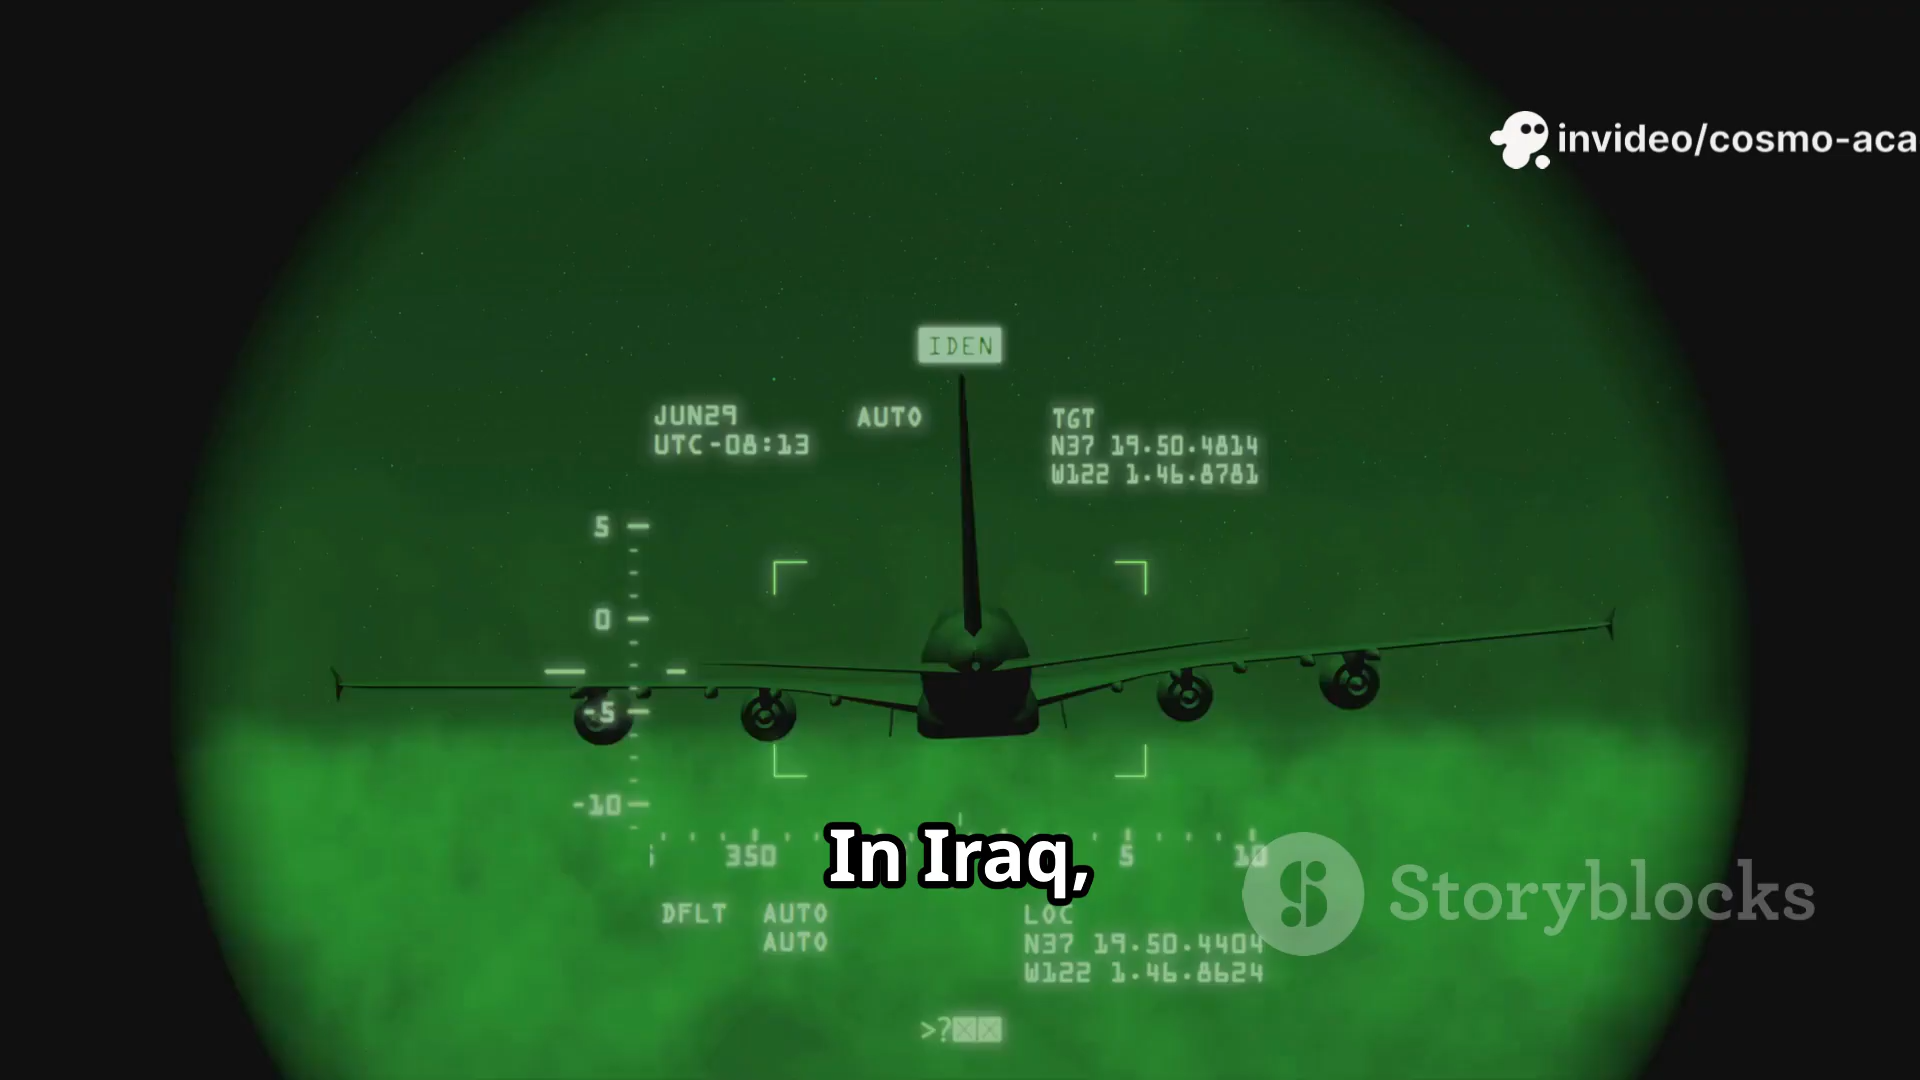 invideo/cosmo-aca
IDEN
JUN29
UTC-08:13
AUTO
TGT
N37 19.50.4814
W122 1.46.8781
5
0
-5
-10
350
5
10
In Iraq,
Storyblocks
DFLT
AUTO
AUTO
LOC
N37 19.50.4404
W122 1.46.8624
>?